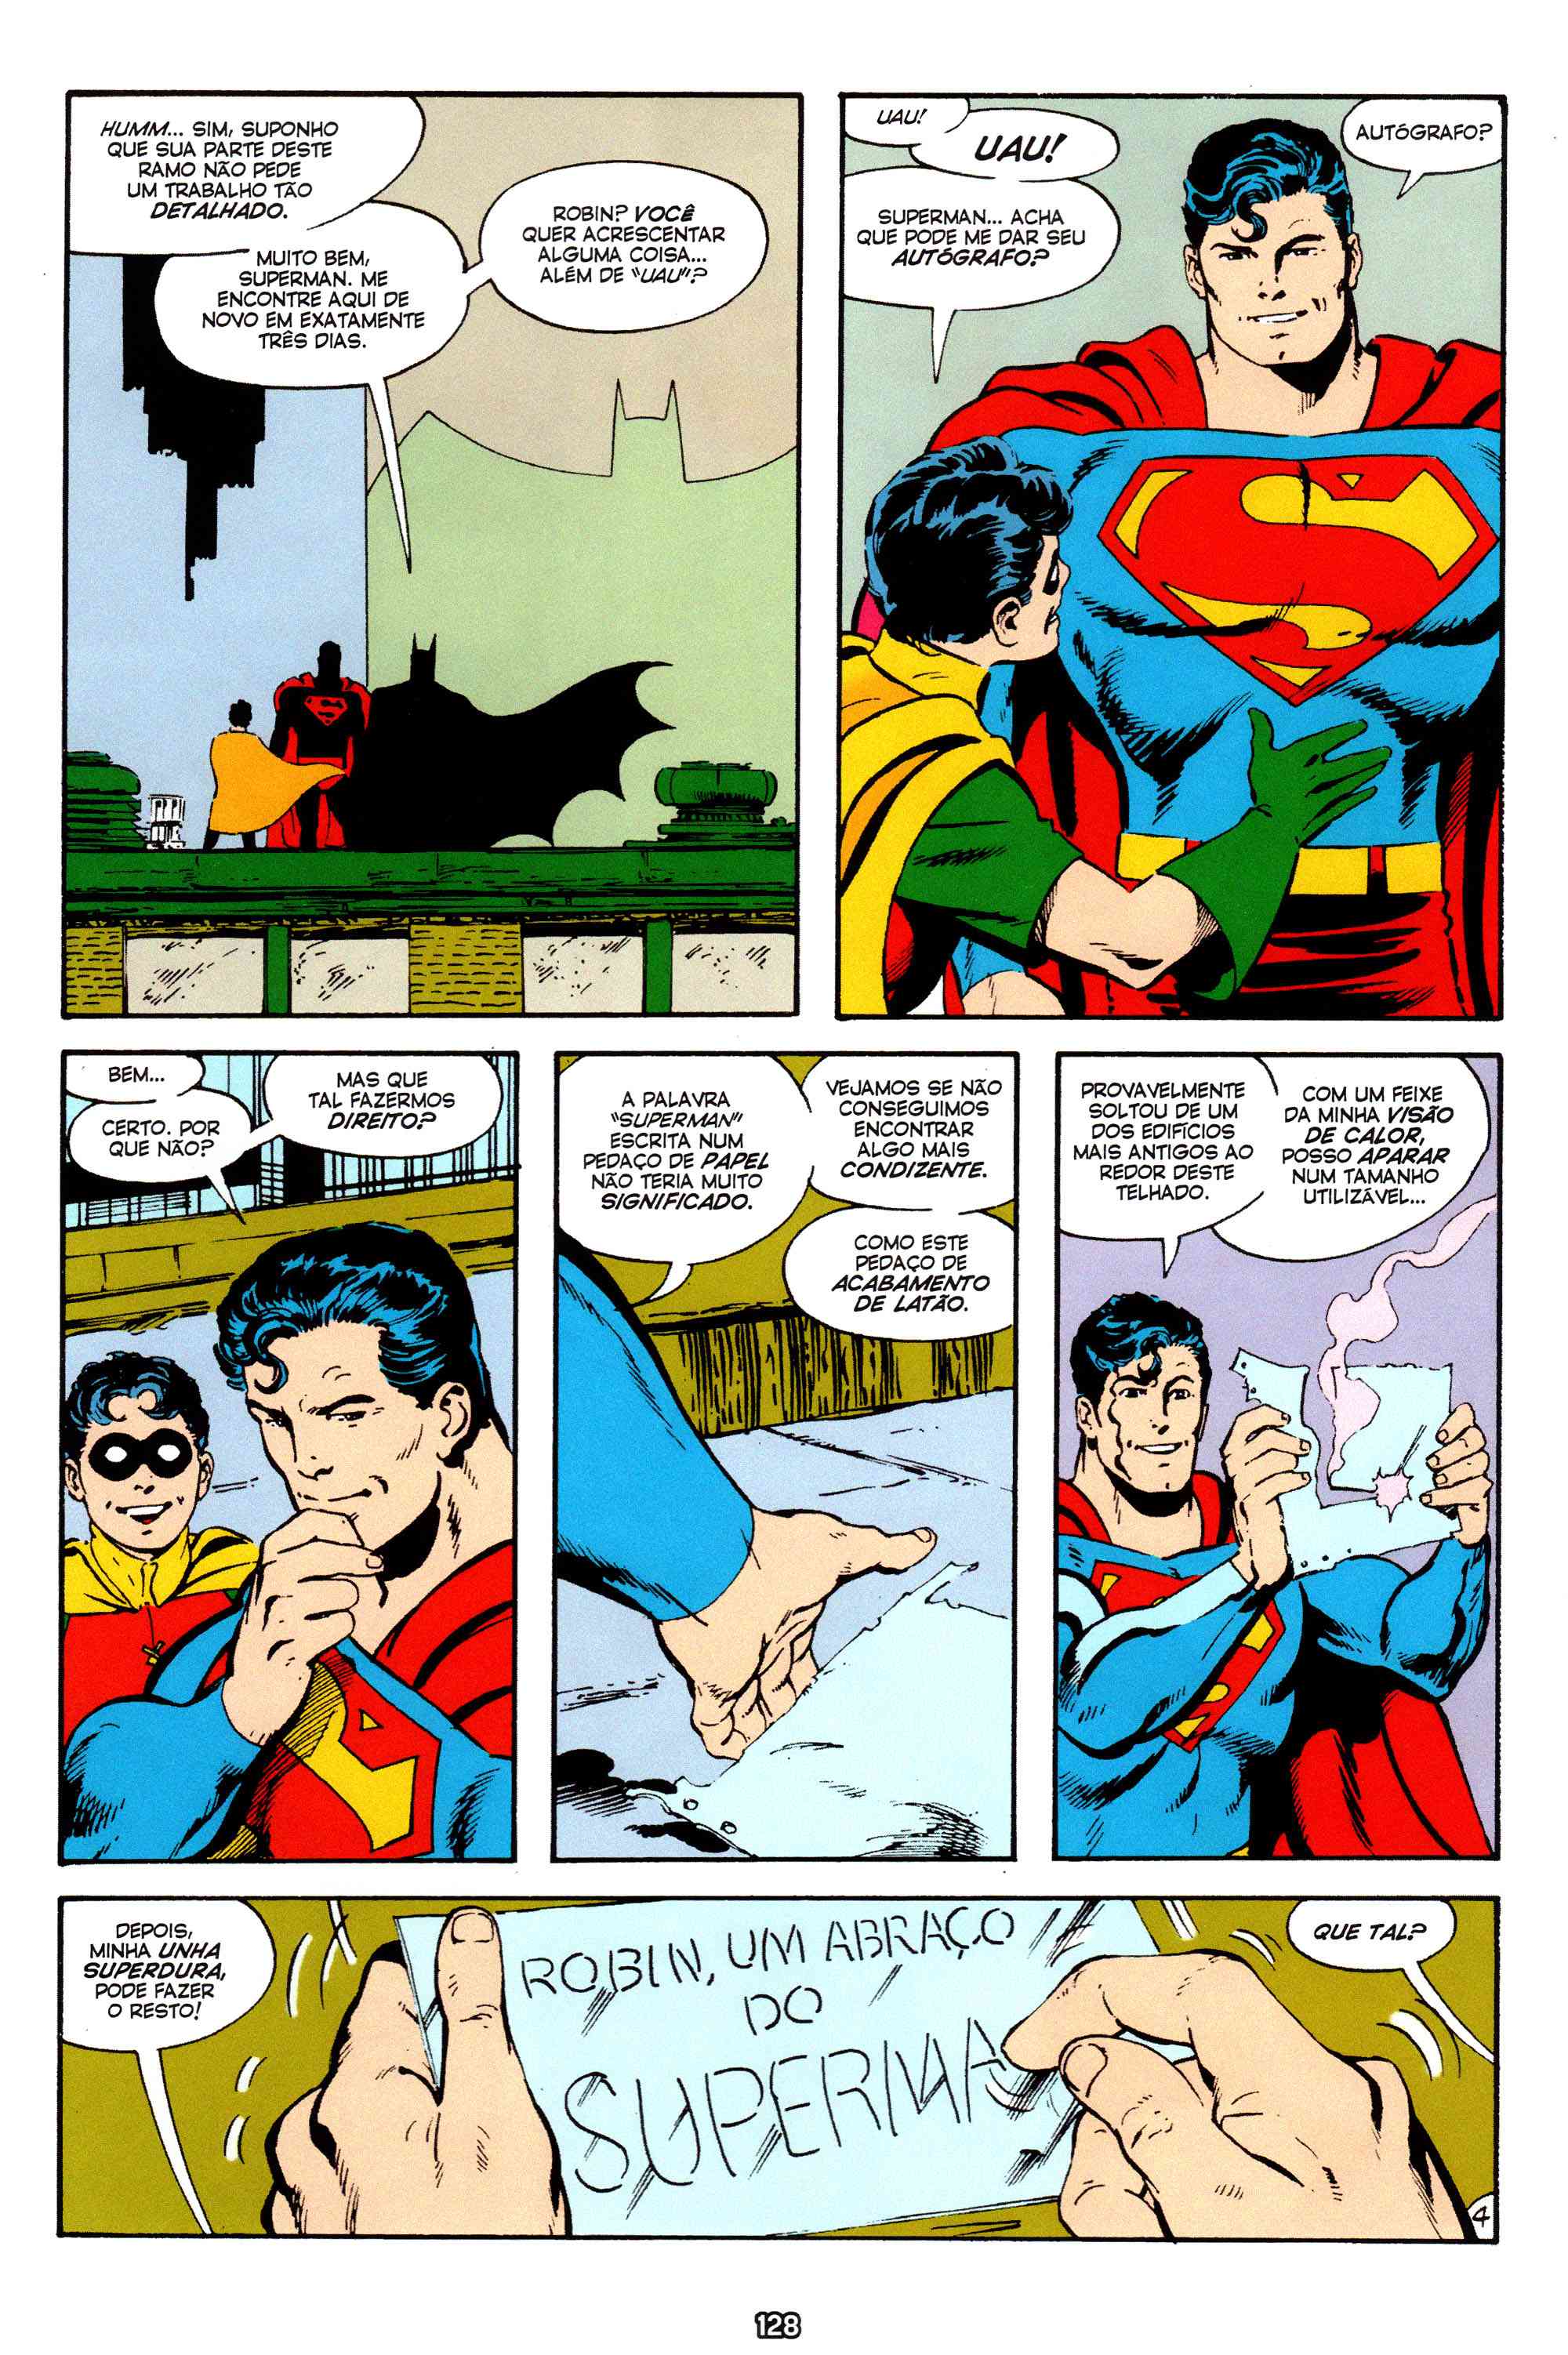 HUMM... SIM, SUPONHO
QUE SUA PARTE DESTE
RAMO NÃO PEDE
UM TRABALHO TÃO
DETALHADO.
MUITO BEM,
SUPERMAN. ME
ENCONTRE AQUI DE
NOVO EM EXATAMENTE
TRÊS DIAS.
ROBIN? VOCÊ
QUER ACRESCENTAR
ALGUMA COISA...
ALÉM DE "UAU"?
UAU!
UAU!
SUPERMAN... ACHA
QUE PODE ME DAR SEU
AUTÓGRAFO?
AUTÓGRAFO?
BEM...
CERTO. POR
QUE NÃO?
MAS QUE
TAL FAZERMOS
DIREITO?
A PALAVRA
"SUPERMAN"
ESCRITA NUM
PEDAÇO DE PAPEL
NÃO TERIA MUITO
SIGNIFICADO.
VEJAMOS SE NÃO
CONSEGUIMOS
ENCONTRAR
ALGO MAIS
CONDIZENTE.
COMO ESTE
PEDAÇO DE
ACABAMENTO
DE LATÃO.
PROVAVELMENTE
SOLTOU DE UM
DOS EDIFÍCIOS
MAIS ANTIGOS AO
REDOR DESTE
TELHADO.
COM UM FEIXE
DA MINHA VISÃO
DE CALOR,
POSSO APARAR
NUM TAMANHO
UTILIZÁVEL...
DEPOIS,
MINHA UNHA
SUPERDURA,
PODE FAZER
O RESTO!
ROBIN, UM ABRAÇO
DO
SUPERMA
QUE TAL?
4
128